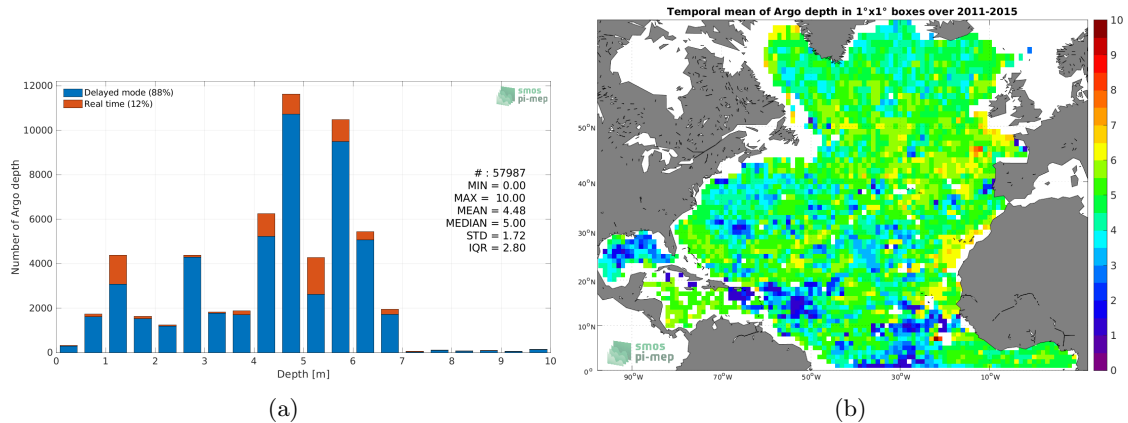 Delayed mode (88%)
Real time (12%)
smos
pi-mep
12000
10000
8000
6000
4000
2000
0
Number of Argo depth
# : 57987
MIN = 0.00
MAX = 10.00
MEAN = 4.48
MEDIAN = 5.00
STD = 1.72
IQR = 2.80
0 1 2 3 4 5 6 7 8 9 10
Depth [m]
(a)
Temporal mean of Argo depth in 1°x1° boxes over 2011-2015
50°N
40°N
30°N
20°N
10°N
0°
90°W 70°W 50°W 30°W 10°W
smos
pi-mep
10
9
8
7
6
5
4
3
2
1
0
(b)